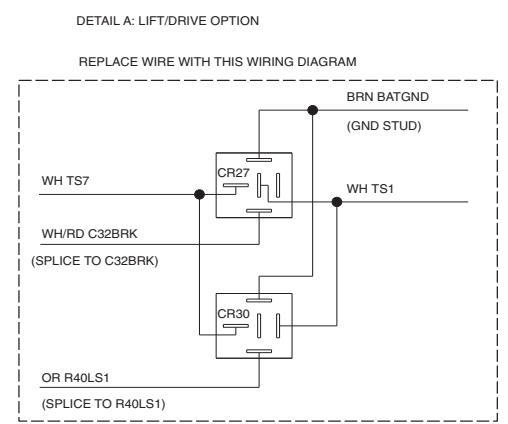 DETAIL A: LIFT/DRIVE OPTION
REPLACE WIRE WITH THIS WIRING DIAGRAM
BRN BATGND
(GND STUD)
CR27
WH TS7
WH TS1
WH/RD C32BRK
(SPLICE TO C32BRK)
CR30
OR R40LS1
(SPLICE TO R40LS1)